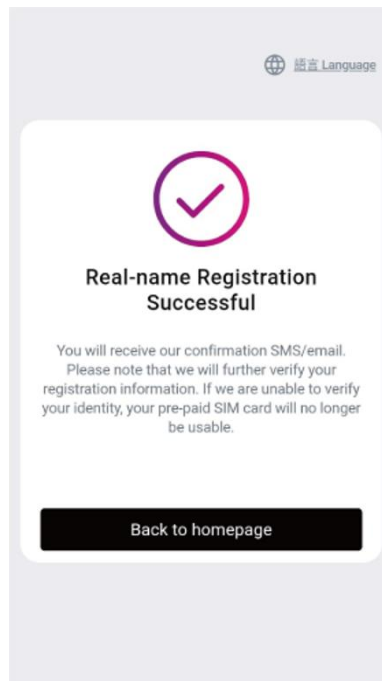 語言 Language
Real-name Registration
Successful
You will receive our confirmation SMS/email.
Please note that we will further verify your
registration information. If we are unable to verify
your identity, your pre-paid SIM card will no longer
be usable.
Back to homepage